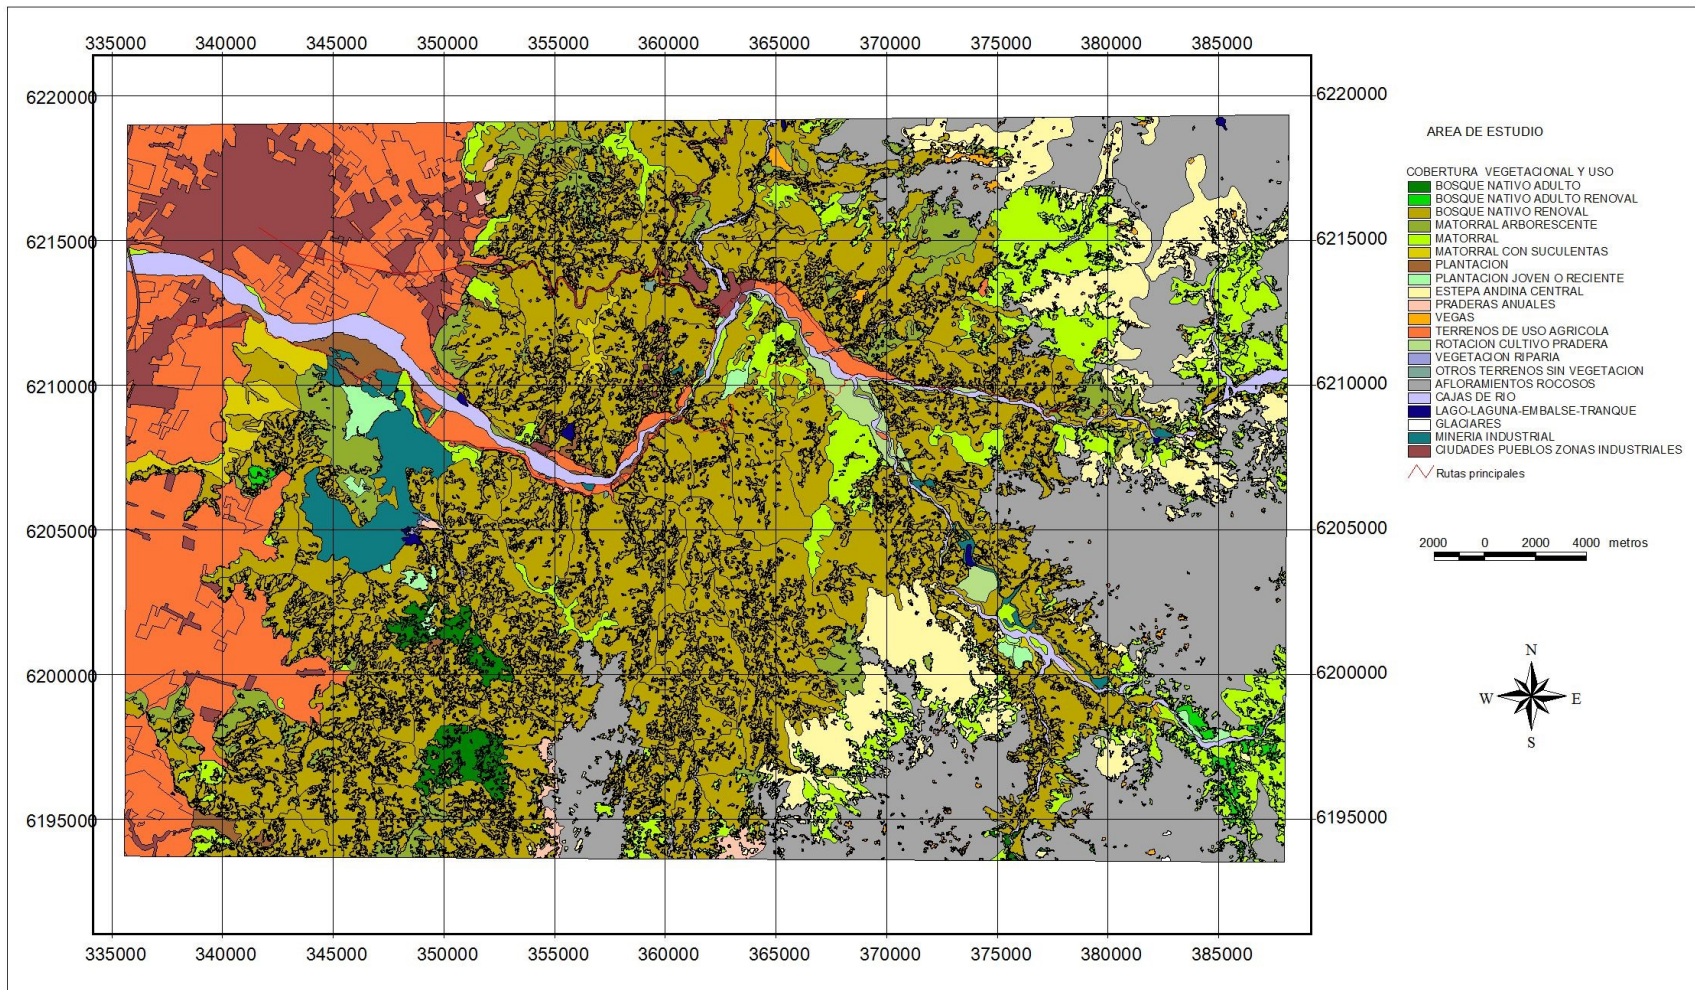 335000 340000 345000 350000 355000 360000 365000 370000 375000 380000 385000
6220000 6220000
6215000 6215000
6210000 6210000
6205000 6205000
6200000 6200000
6195000 6195000
335000 340000 345000 350000 355000 360000 365000 370000 375000 380000 385000
AREA DE ESTUDIO
COBERTURA VEGETACIONAL Y USO
BOSQUE NATIVO ADULTO
BOSQUE NATIVO ADULTO RENOVAL
BOSQUE NATIVO RENOVAL
MATORRAL ARBORESCENTE
MATORRAL
MATORRAL CON SUCULENTAS
PLANTACION
PLANTACION JOVEN O RECIENTE
ESTEPA ANDINA CENTRAL
PRADERAS ANUALES
VEGAS
TERRENOS DE USO AGRICOLA
ROTACION CULTIVO PRADERA
VEGETACION RIPARIA
OTROS TERRENOS SIN VEGETACION
AFLORAMIENTOS ROCOSOS
CAJAS DE RIO
LAGO-LAGUNA-EMBALSE-TRANQUE
GLACIARES
MINERIA INDUSTRIAL
CIUDADES PUEBLOS ZONAS INDUSTRIALES
Rutas principales
2000 0 2000 4000 metros
N
W E
S